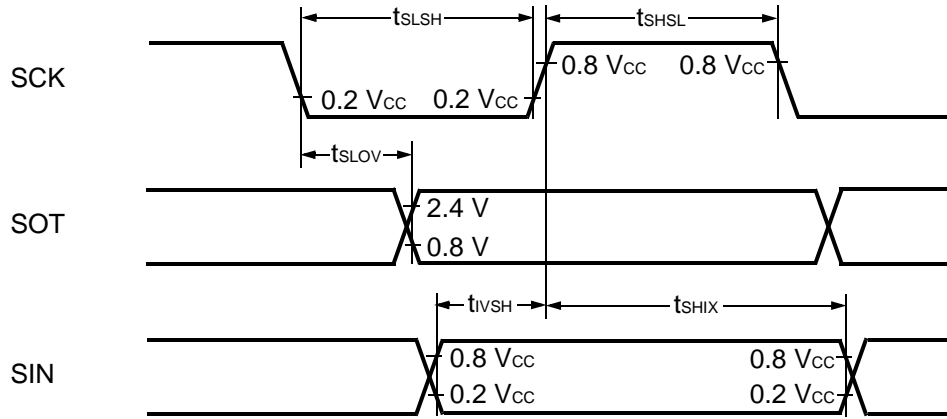 tSLSH tSHSL
SCK
0.8 VCC 0.8 VCC
0.2 VCC 0.2 VCC
tSLOV
SOT
2.4 V
0.8 V
tIVSH tSHIX
SIN
0.8 VCC 0.8 VCC
0.2 VCC 0.2 VCC